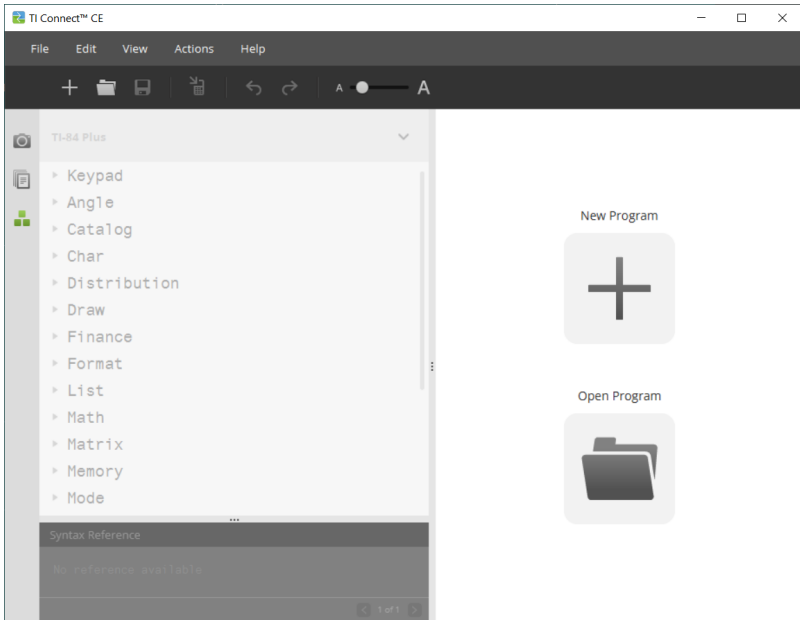 TI Connect™ CE
File Edit View Actions Help
A A
TI-84 Plus
Keypad
Angle
Catalog
Char
Distribution
Draw
Finance
Format
List
Math
Matrix
Memory
Mode
Syntax Reference
No reference available
1 of 1
New Program
Open Program